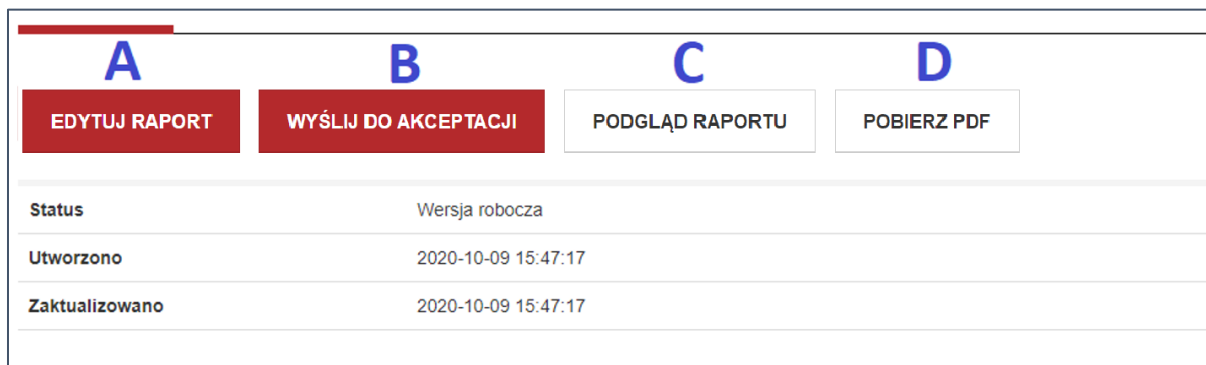 A B C D
EDYTUJ RAPORT WYŚLIJ DO AKCEPTACJI PODGLĄD RAPORTU POBIERZ PDF
Status Wersja robocza
Utworzono 2020-10-09 15:47:17
Zaktualizowano 2020-10-09 15:47:17